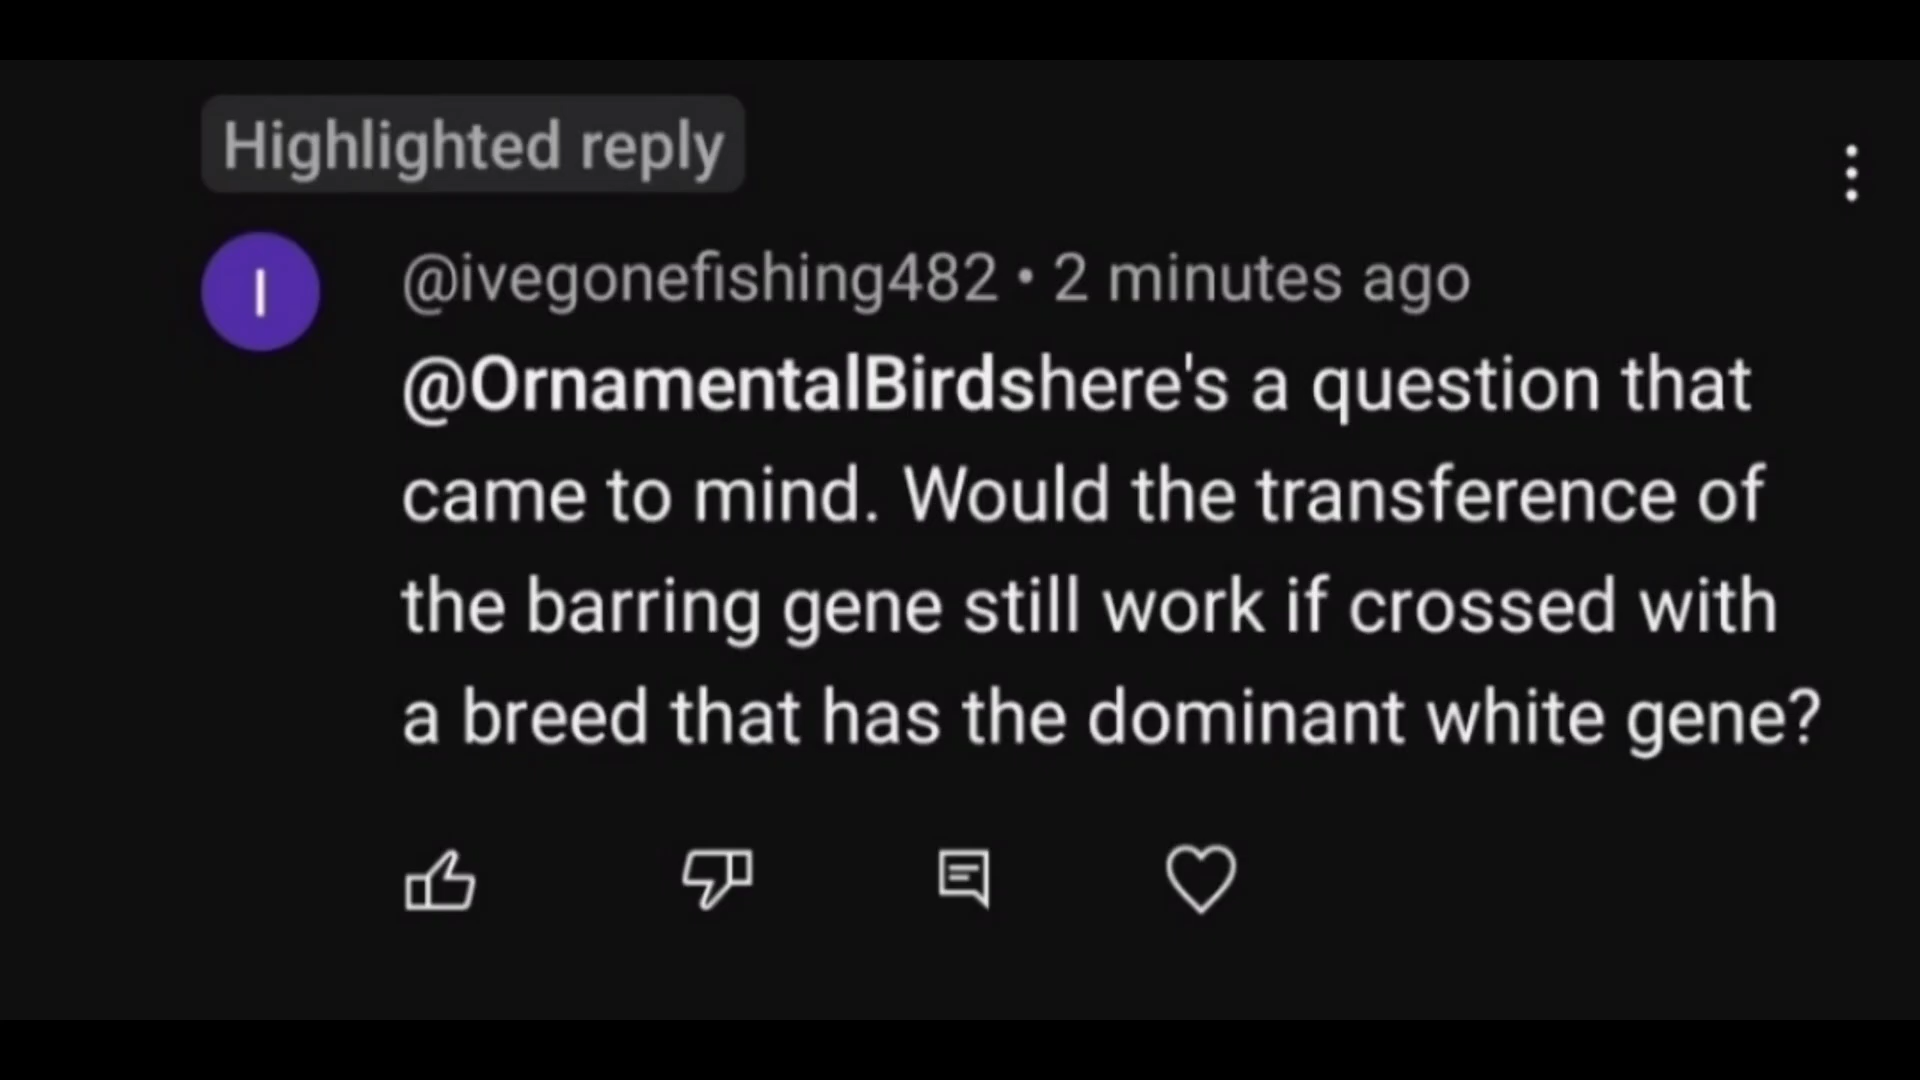 Highlighted reply
@ivegonefishing482 • 2 minutes ago
@OrnamentalBirdshere's a question that
came to mind. Would the transference of
the barring gene still work if crossed with
a breed that has the dominant white gene?